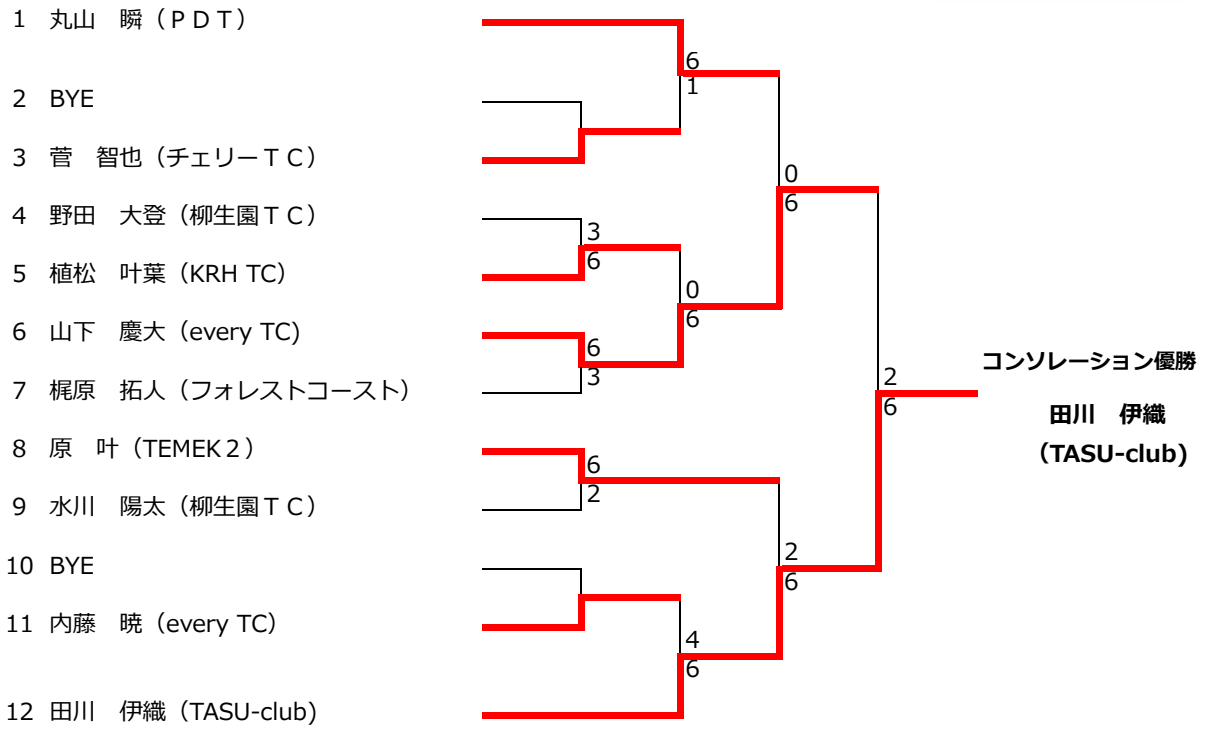 1 丸山　瞬（ＰＤＴ）
6
1
2 BYE
3 菅　智也（チェリーＴＣ）
0
6
4 野田　大登（柳生園ＴＣ）
3
6
5 植松　叶葉（KRH TC）
0
6
6 山下　慶大（every TC)
6
3
7 梶原　拓人（フォレストコースト）
コンソレーション優勝
2
6
田川　伊織
（TASU-club)
8 原　叶（TEMEK２）
6
2
9 水川　陽太（柳生園ＴＣ）
10 BYE
2
6
11 内藤　暁（every TC）
4
6
12 田川　伊織（TASU-club)